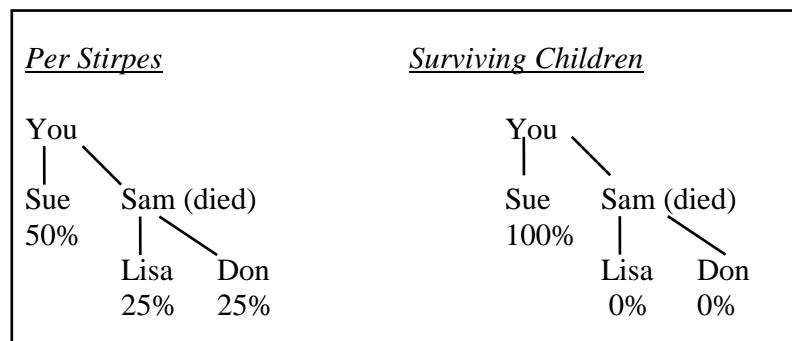 Per Stirpes
You
Sue Sam (died)
50%
Lisa Don
25% 25%
Surviving Children
You
Sue Sam (died)
100%
Lisa Don
0% 0%